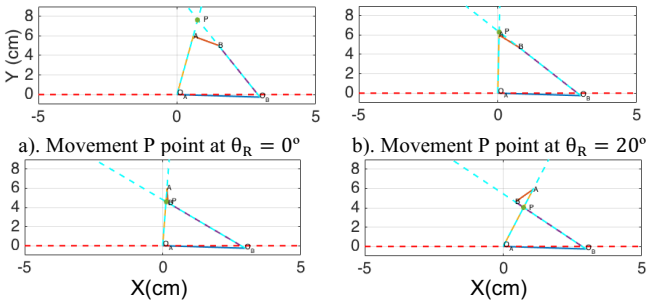 8
6
4
2
0
Y (cm)
P
A
B
O
A
O
B
-5
0
5
8
6
4
2
0
P
A
B
O
A
O
B
-5
0
5
a). Movement P point at θR = 0º
b). Movement P point at θR = 20º
8
6
4
2
0
A
B
P
O
A
O
B
-5
0
5
X(cm)
8
6
4
2
0
A
B
P
O
A
O
B
-5
0
5
X(cm)